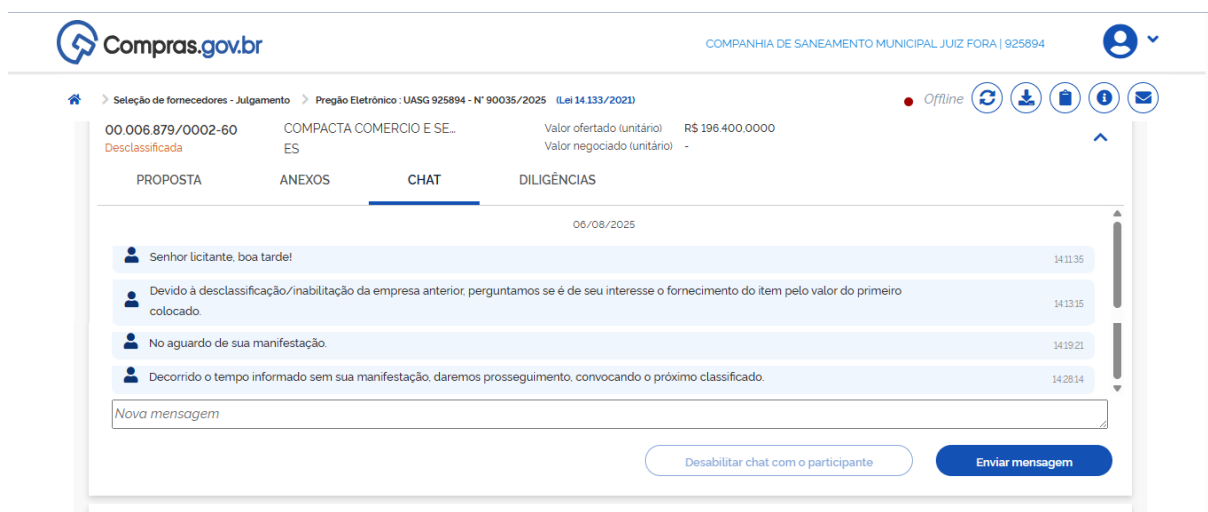 Compras.gov.br
COMPANHIA DE SANEAMENTO MUNICIPAL JUIZ FORA | 925894
Seleção de fornecedores - Julgamento > Pregão Eletrônico : UASG 925894 - N° 90035/2025 (Lei 14.133/2021)
Offline
00.006.879/0002-60 COMPACTA COMERCIO E SE... Valor ofertado (unitário) R$ 196.400,0000
Desclassificada ES Valor negociado (unitário) -
PROPOSTA ANEXOS CHAT DILIGÊNCIAS
06/08/2025
Senhor licitante, boa tarde! 14:11:35
Devido à desclassificação/inabilitação da empresa anterior, perguntamos se é de seu interesse o fornecimento do item pelo valor do primeiro
colocado. 14:13:15
No aguardo de sua manifestação. 14:19:21
Decorrido o tempo informado sem sua manifestação, daremos prosseguimento, convocando o próximo classificado. 14:28:14
Nova mensagem
Desabilitar chat com o participante Enviar mensagem